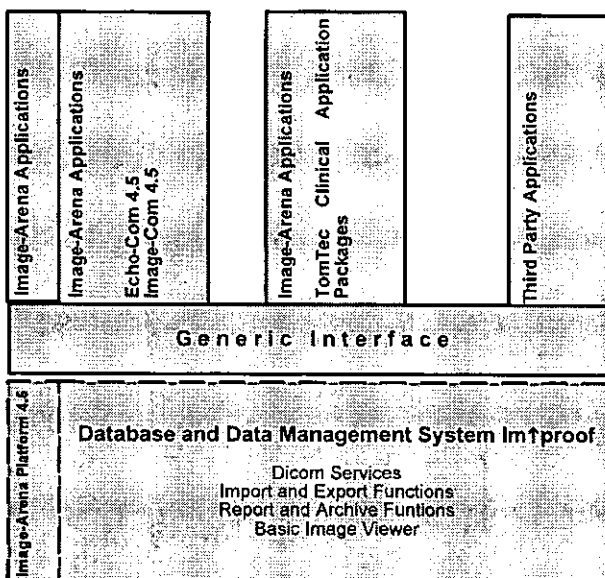 Image-Arena Applications
Image-Arena Applications
Echo-Com 4.5
Image-Com 4.5
Image-Arena Applications
TomTec Clinical Application
Packages
Third Party Applications
Generic Interface
Image-Arena Platform 4.5
Database and Data Management System Im↑proof
Dicom Services
Import and Export Functions
Report and Archive Funtions
Basic Image Viewer